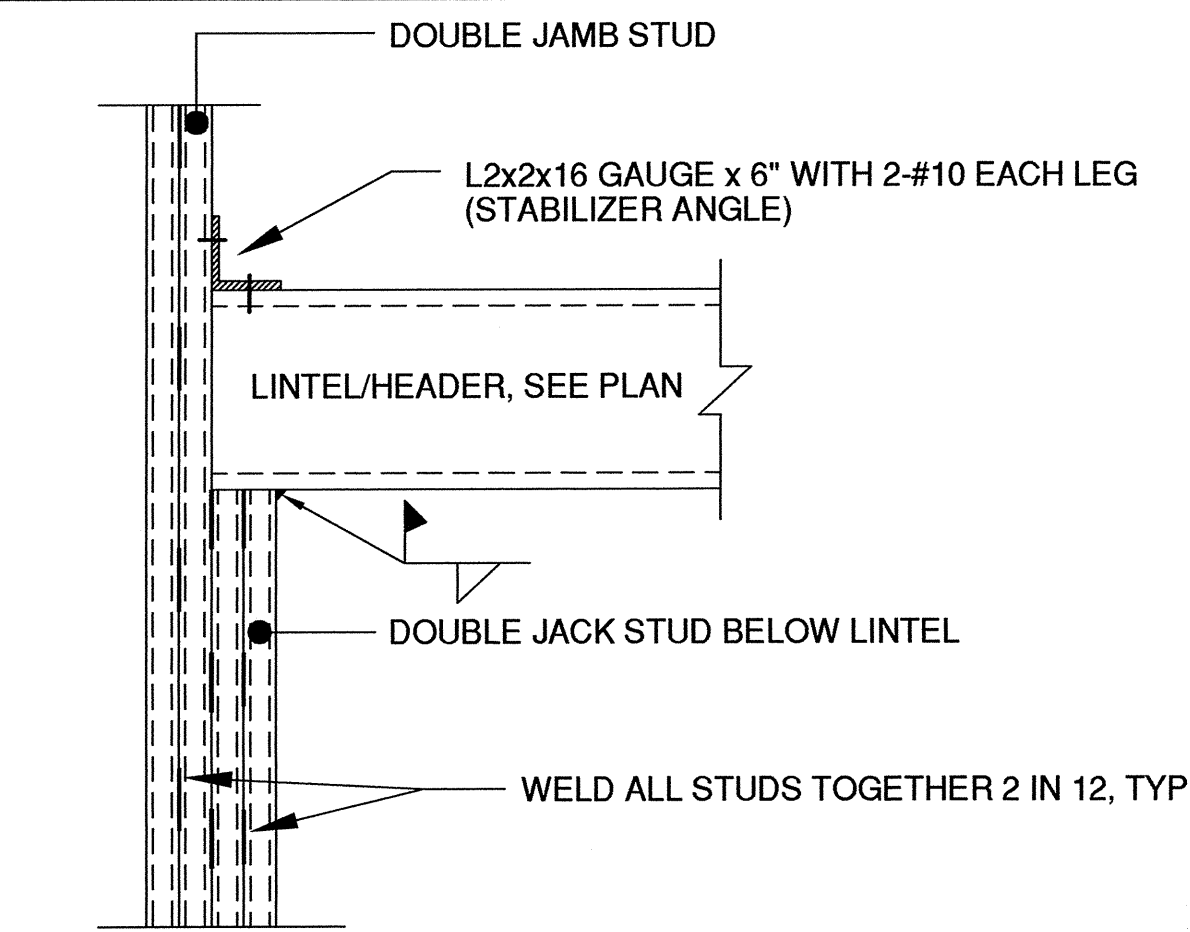 DOUBLE JAMB STUD
L2x2x16 GAUGE x 6" WITH 2-#10 EACH LEG
(STABILIZER ANGLE)
LINTEL/HEADER, SEE PLAN
DOUBLE JACK STUD BELOW LINTEL
WELD ALL STUDS TOGETHER 2 IN 12, TYP